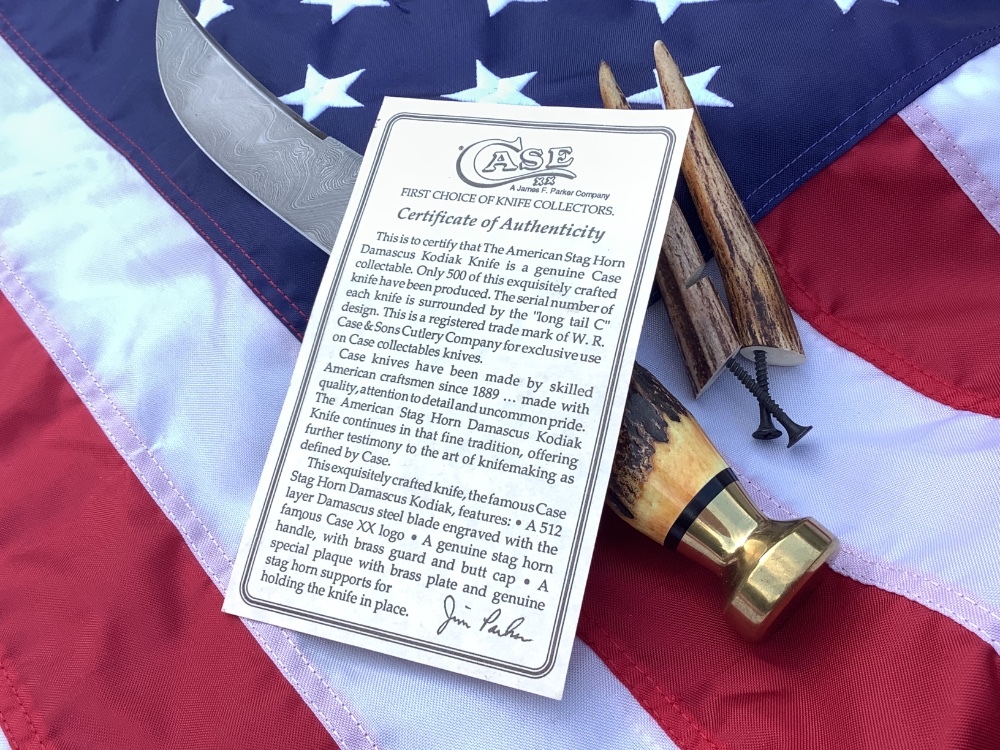 CASE
XX
A James F. Parker Company
FIRST CHOICE OF KNIFE COLLECTORS.
Certificate of Authenticity
This is to certify that The American Stag Horn
Damascus Kodiak Knife is a genuine Case
collectable. Only 500 of this exquisitely crafted
knife have been produced. The serial number of
each knife is surrounded by the "long tail C"
design. This is a registered trade mark of W. R.
Case & Sons Cutlery Company for exclusive use
on Case collectables knives.
Case knives have been made by skilled
American craftsmen since 1889 ... made with
quality, attention to detail and uncommon pride.
The American Stag Horn Damascus Kodiak
Knife continues in that fine tradition, offering
further testimony to the art of knifemaking as
defined by Case.
This exquisitely crafted knife, the famous Case
Stag Horn Damascus Kodiak, features: • A 512
layer Damascus steel blade engraved with the
famous Case XX logo • A genuine stag horn
handle, with brass guard and butt cap • A
special plaque with brass plate and genuine
stag horn supports for
holding the knife in place.
Jim Parker